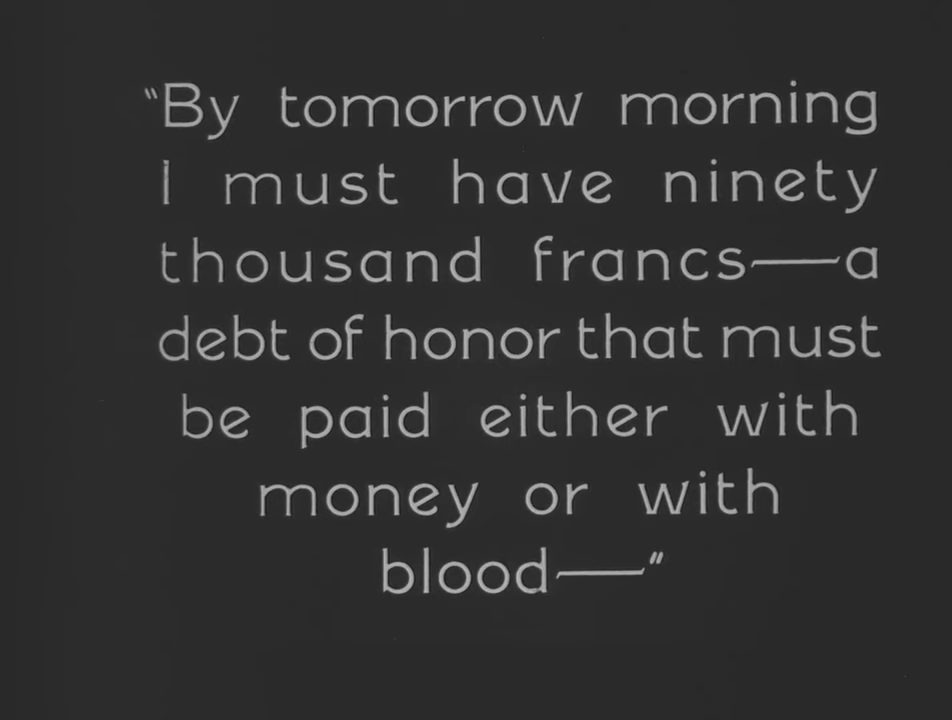 "By tomorrow morning
I must have ninety
thousand francs—a
debt of honor that must
be paid either with
money or with
blood—"